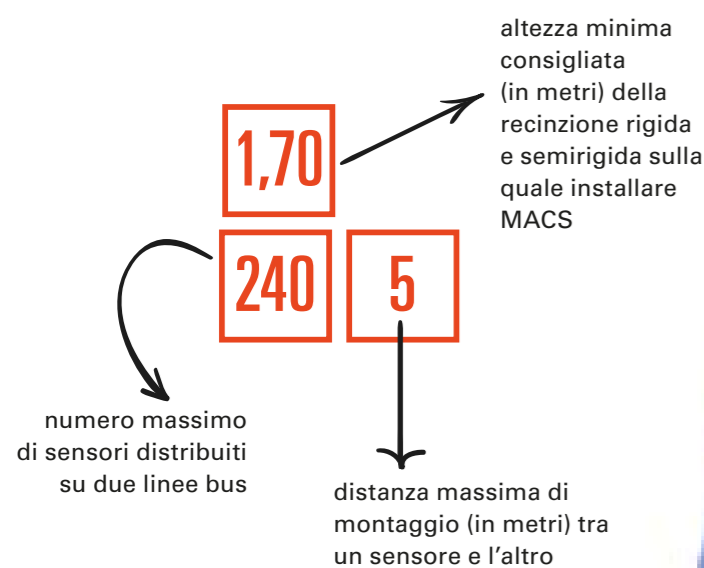 altezza minima
consigliata
(in metri) della
recinzione rigida
e semirigida sulla
quale installare
MACS
1,70
240
5
numero massimo
di sensori distribuiti
su due linee bus
distanza massima di
montaggio (in metri) tra
un sensore e l'altro